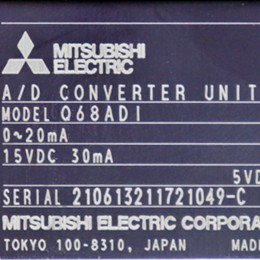 MITSUBISHI
ELECTRIC
A/D CONVERTER UNIT
MODEL Q68ADI
0~20mA
15VDC 30mA
5VD
SERIAL 210613211721049-C
MITSUBISHI ELECTRIC CORPORA
TOKYO 100-8310, JAPAN MADE